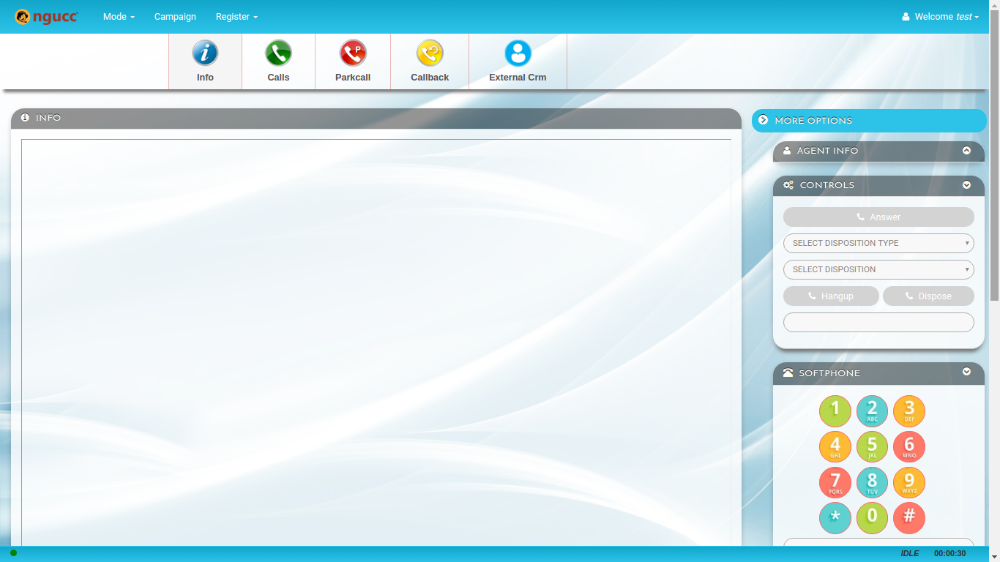 ngucc
Mode
Campaign
Register
Welcome test
Info
Calls
P
Parkcall
Callback
External Crm
INFO
MORE OPTIONS
AGENT INFO
CONTROLS
Answer
SELECT DISPOSITION TYPE
SELECT DISPOSITION
Hangup
Dispose
SOFTPHONE
1
2 ABC
3 DEF
4 GHI
5 JKL
6 MNO
7 PQRS
8 TUV
9 WXYZ
*
0
#
IDLE
00:00:30